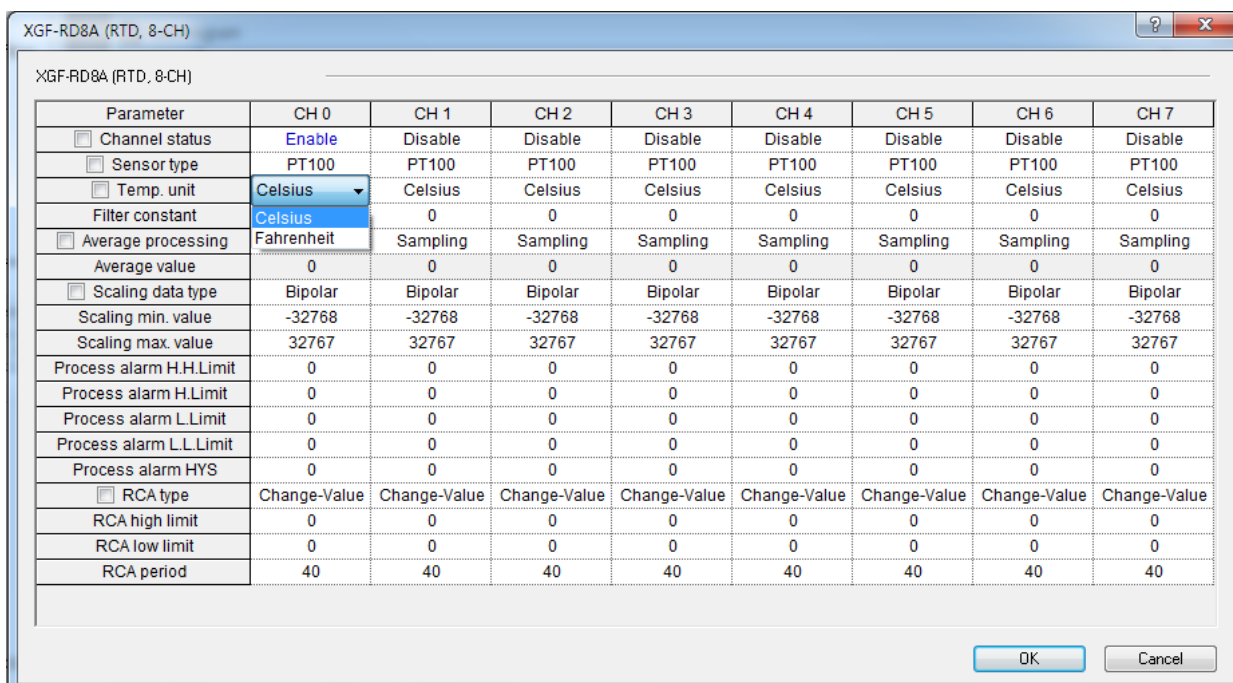 XGF-RD8A (RTD, 8-CH)
XGF-RD8A (RTD, 8-CH)
Parameter CH 0 CH 1 CH 2 CH 3 CH 4 CH 5 CH 6 CH 7
Channel status Enable Disable Disable Disable Disable Disable Disable Disable
Sensor type PT100 PT100 PT100 PT100 PT100 PT100 PT100 PT100
Temp. unit Celsius Celsius Celsius Celsius Celsius Celsius Celsius Celsius
Filter constant Celsius 0 0 0 0 0 0 0
Average processing Fahrenheit Sampling Sampling Sampling Sampling Sampling Sampling Sampling
Average value 0 0 0 0 0 0 0 0
Scaling data type Bipolar Bipolar Bipolar Bipolar Bipolar Bipolar Bipolar Bipolar
Scaling min. value -32768 -32768 -32768 -32768 -32768 -32768 -32768 -32768
Scaling max. value 32767 32767 32767 32767 32767 32767 32767 32767
Process alarm H.H.Limit 0 0 0 0 0 0 0 0
Process alarm H.Limit 0 0 0 0 0 0 0 0
Process alarm L.Limit 0 0 0 0 0 0 0 0
Process alarm L.L.Limit 0 0 0 0 0 0 0 0
Process alarm HYS 0 0 0 0 0 0 0 0
RCA type Change-Value Change-Value Change-Value Change-Value Change-Value Change-Value Change-Value Change-Value
RCA high limit 0 0 0 0 0 0 0 0
RCA low limit 0 0 0 0 0 0 0 0
RCA period 40 40 40 40 40 40 40 40
OK Cancel